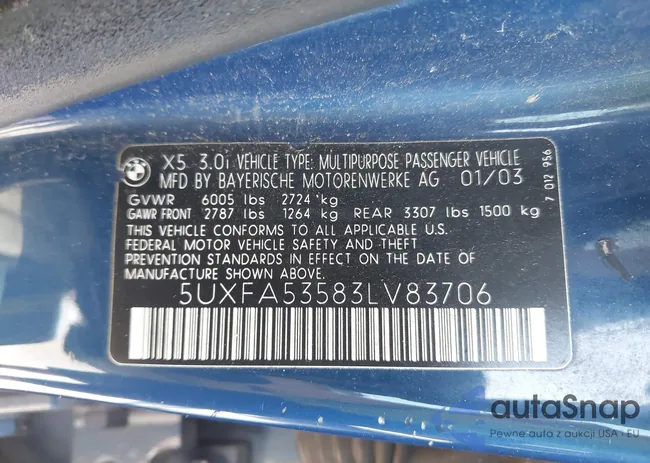 X5 3.0i VEHICLE TYPE: MULTIPURPOSE PASSENGER VEHICLE
MFD BY BAYERISCHE MOTORENWERKE AG 01/03
GVWR 6005 lbs 2724 kg
GAWR FRONT 2787 lbs 1264 kg REAR 3307 lbs 1500 kg
THIS VEHICLE CONFORMS TO ALL APPLICABLE U.S.
FEDERAL MOTOR VEHICLE SAFETY AND THEFT
PREVENTION STANDARDS IN EFFECT ON THE DATE OF
MANUFACTURE SHOWN ABOVE.
5UXFA53583LV83706
7 012 956
autaSnap
Pewne auta z aukcji USA i EU